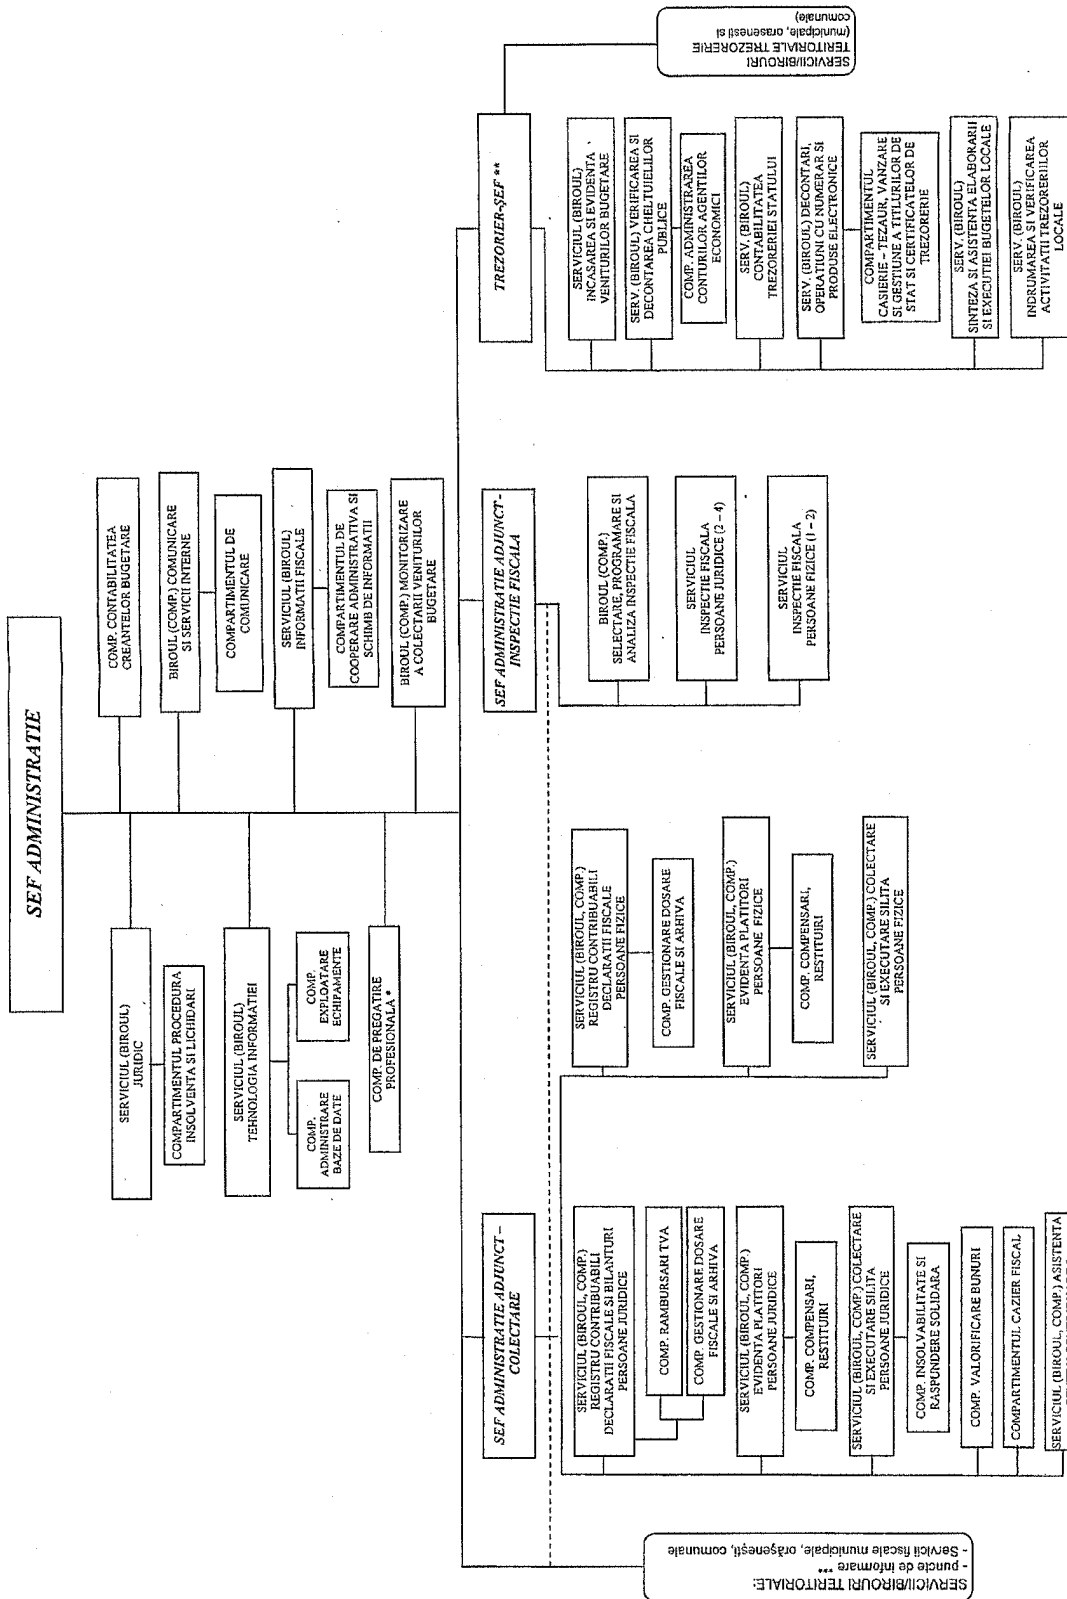 SEF ADMINISTRATIE
SERVICIUL (BIROUL)
JURIDIC
COMPARTIMENTUL PROCEDURA
INSOLVENTA SI LICHIDARI
SERVICIUL (BIROUL)
TEHNOLOGIA INFORMATIEI
COMP.
ADMINISTRARE
BAZE DE DATE
COMP.
EXPLOATARE
ECHIPAMENTE
COMP. DE PREGATIRE
PROFESIONALA *
COMP. CONTABILITATEA
CREANTELOR BUGETARE
BIROUL (COMP.) COMUNICARE
SI SERVICII INTERNE
COMPARTIMENTUL DE
COMUNICARE
SERVICIUL (BIROUL)
INFORMATII FISCALE
COMPARTIMENTUL DE
COOPERARE ADMINISTRATIVA SI
SCHIMB DE INFORMATII
BIROUL (COMP.) MONITORIZARE
A COLECTARII VENITURILOR
BUGETARE
SERVICII/BIROURI TERITORIALE:
- puncte de informare ***
- Servicii fiscale municipale, orăşeneşti, comunale
SEF ADMINISTRATIE ADJUNCT –
COLECTARE
SERVICIUL (BIROUL, COMP.)
REGISTRU CONTRIBUABILI
DECLARATII FISCALE SI BILANTURI
PERSOANE JURIDICE
COMP. RAMBURSARI TVA
COMP. GESTIONARE DOSARE
FISCALE SI ARHIVA
SERVICIUL (BIROUL, COMP.)
EVIDENTA PLATITORI
PERSOANE JURIDICE
COMP. COMPENSARI,
RESTITUIRI
SERVICIUL (BIROUL, COMP.) COLECTARE
SI EXECUTARE SILITA
PERSOANE JURIDICE
COMP. INSOLVABILITATE SI
RASPUNDERE SOLIDARA
COMP. VALORIFICARE BUNURI
COMPARTIMENTUL CAZIER FISCAL
SERVICIUL (BIROUL, COMP.) ASISTENTA
SERVICIUL (BIROUL, COMP.)
REGISTRU CONTRIBUABILI
DECLARATII FISCALE
PERSOANE FIZICE
COMP. GESTIONARE DOSARE
FISCALE SI ARHIVA
SERVICIUL (BIROUL, COMP.)
EVIDENTA PLATITORI
PERSOANE FIZICE
COMP. COMPENSARI,
RESTITUIRI
SERVICIUL (BIROUL, COMP.) COLECTARE
SI EXECUTARE SILITA
PERSOANE FIZICE
SEF ADMINISTRATIE ADJUNCT -
INSPECTIE FISCALA
BIROUL (COMP.)
SELECTARE, PROGRAMARE SI
ANALIZA INSPECTIE FISCALA
SERVICIUL
INSPECTIE FISCALA
PERSOANE JURIDICE (2 – 4)
SERVICIUL
INSPECTIE FISCALA
PERSOANE FIZICE (1 – 2)
TREZORIER-ŞEF **
SERVICIUL (BIROUL)
INCASAREA SI EVIDENTA
VENITURILOR BUGETARE
SERV. (BIROUL) VERIFICAREA SI
DECONTAREA CHELTUIELILOR
PUBLICE
COMP. ADMINISTRAREA
CONTURILOR AGENTILOR
ECONOMICI
SERV. (BIROUL)
CONTABILITATEA
TREZORERIEI STATULUI
SERV. (BIROUL) DECONTARI,
OPERATIUNI CU NUMERAR SI
PRODUSE ELECTRONICE
COMPARTIMENTUL
CASIERIE – TEZAUR, VANZARE
SI GESTIUNE A TITLURILOR DE
STAT SI CERTIFICATELOR DE
TREZORERIE
SERV. (BIROUL)
SINTEZA SI ASISTENTA ELABORARII
SI EXECUTIEI BUGETELOR LOCALE
SERV. (BIROUL)
INDRUMAREA SI VERIFICAREA
ACTIVITATII TREZORERIILOR
LOCALE
SERVICII/BIROURI
TERITORIALE TREZORERIE
(municipale, orasenesti si
comunale)